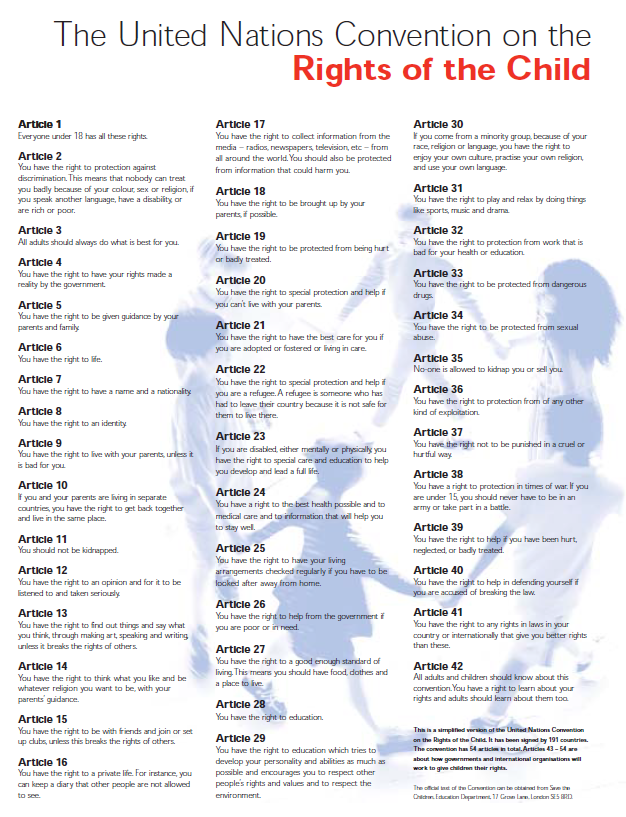 The United Nations Convention on the
Rights of the Child
Article 1
Everyone under 18 has all these rights.
Article 2
You have the right to protection against
discrimination. This means that nobody can treat
you badly because of your colour, sex or religion, if
you speak another language, have a disability, or
are rich or poor.
Article 3
All adults should always do what is best for you.
Article 4
You have the right to have your rights made a
reality by the government.
Article 5
You have the right to be given guidance by your
parents and family.
Article 6
You have the right to life.
Article 7
You have the right to have a name and a nationality.
Article 8
You have the right to an identity.
Article 9
You have the right to live with your parents, unless it
is bad for you.
Article 10
If you and your parents are living in separate
countries, you have the right to get back together
and live in the same place.
Article 11
You should not be kidnapped.
Article 12
You have the right to an opinion and for it to be
listened to and taken seriously.
Article 13
You have the right to find out things and say what
you think, through making art, speaking and writing,
unless it breaks the rights of others.
Article 14
You have the right to think what you like and be
whatever religion you want to be, with your
parents' guidance.
Article 15
You have the right to be with friends and join or set
up clubs, unless this breaks the rights of others.
Article 16
You have the right to a private life. For instance, you
can keep a diary that other people are not allowed
to see.
Article 17
You have the right to collect information from the
media – radios, newspapers, television, etc – from
all around the world. You should also be protected
from information that could harm you.
Article 18
You have the right to be brought up by your
parents, if possible.
Article 19
You have the right to be protected from being hurt
or badly treated.
Article 20
You have the right to special protection and help if
you can't live with your parents.
Article 21
You have the right to have the best care for you if
you are adopted or fostered or living in care.
Article 22
You have the right to special protection and help if
you are a refugee. A refugee is someone who has
had to leave their country because it is not safe for
them to live there.
Article 23
If you are disabled, either mentally or physically, you
have the right to special care and education to help
you develop and lead a full life.
Article 24
You have a right to the best health possible and to
medical care and to information that will help you
to stay well.
Article 25
You have the right to have your living
arrangements checked regularly if you have to be
looked after away from home.
Article 26
You have the right to help from the government if
you are poor or in need.
Article 27
You have the right to a good enough standard of
living. This means you should have food, clothes and
a place to live.
Article 28
You have the right to education.
Article 29
You have the right to education which tries to
develop your personality and abilities as much as
possible and encourages you to respect other
people's rights and values and to respect the
environment.
Article 30
If you come from a minority group, because of your
race, religion or language, you have the right to
enjoy your own culture, practise your own religion,
and use your own language.
Article 31
You have the right to play and relax by doing things
like sports, music and drama.
Article 32
You have the right to protection from work that is
bad for your health or education.
Article 33
You have the right to be protected from dangerous
drugs.
Article 34
You have the right to be protected from sexual
abuse.
Article 35
No-one is allowed to kidnap you or sell you.
Article 36
You have the right to protection from of any other
kind of exploitation.
Article 37
You have the right not to be punished in a cruel or
hurtful way.
Article 38
You have a right to protection in times of war. If you
are under 15, you should never have to be in an
army or take part in a battle.
Article 39
You have the right to help if you have been hurt,
neglected, or badly treated.
Article 40
You have the right to help in defending yourself if
you are accused of breaking the law.
Article 41
You have the right to any rights in laws in your
country or internationally that give you better rights
than these.
Article 42
All adults and children should know about this
convention. You have a right to learn about your
rights and adults should learn about them too.
This is a simplified version of the United Nations Convention
on the Rights of the Child. It has been signed by 191 countries.
The convention has 54 articles in total. Articles 43 – 54 are
about how governments and international organisations will
work to give children their rights.
The official text of the Convention can be obtained from Save the
Children, Education Department, 17 Grove Lane, London SE5 8RD.